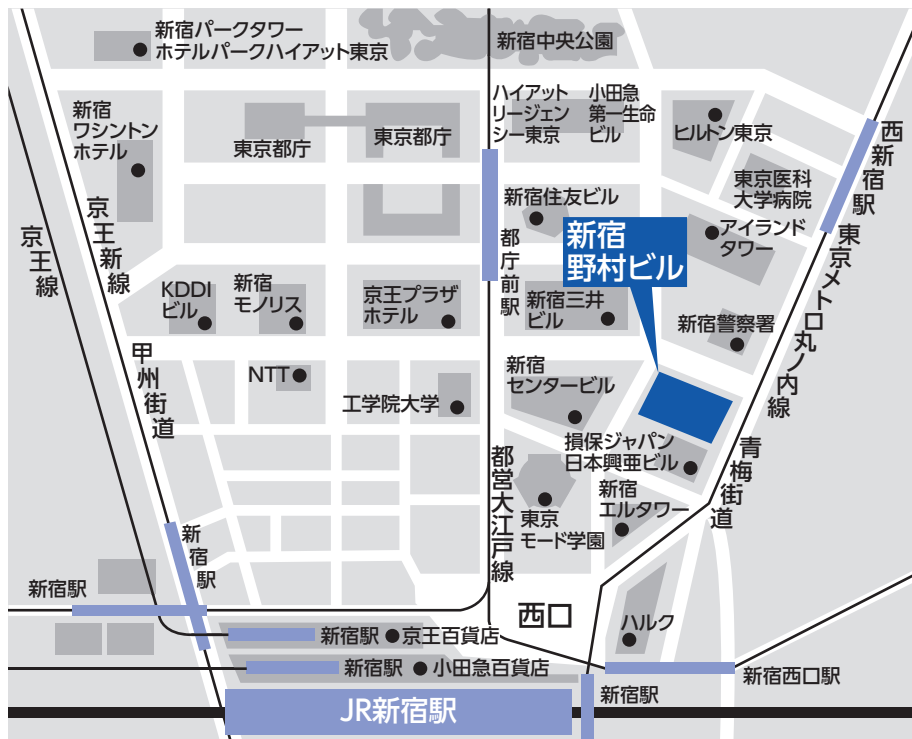 新宿パークタワー
ホテルパークハイアット東京
新宿中央公園
新宿
ワシントン
ホテル
東京都庁
東京都庁
ハイアット
リージェン
シー東京
小田急
第一生命
ビル
ヒルトン東京
西新宿駅
東京医科
大学病院
新宿住友ビル
アイランド
タワー
京王線
京王新線
都庁前駅
新宿
野村ビル
東京メトロ丸ノ内線
KDDI
ビル
新宿
モノリス
京王プラザ
ホテル
新宿三井
ビル
新宿警察署
甲州街道
NTT
工学院大学
新宿
センタービル
損保ジャパン
日本興亜ビル
青梅街道
都営大江戸線
東京
モード学園
新宿
エルタワー
新宿駅
新宿駅
西口
ハルク
新宿駅
京王百貨店
新宿駅
小田急百貨店
新宿西口駅
新宿駅
JR新宿駅